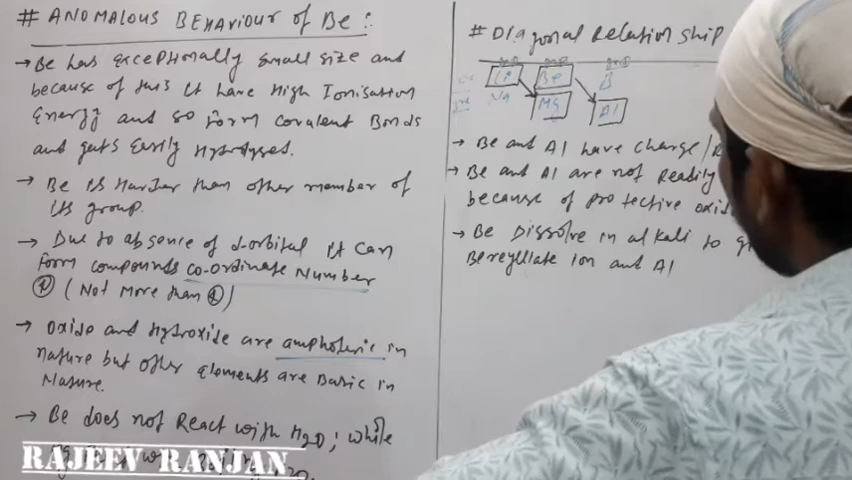 # ANOMALOUS BEHAVIOUR of Be :
→ Be has exceptionally small size and
because of this it have High Ionisation
Energy and so form covalent Bonds
and gets Easily Hydrolysed.
→ Be is Harder than other member of
its group.
→ Due to absence of d-orbital it can
form compounds co-ordinate Number
④ (Not more than ④)
→ oxide and Hydroxide are amphoteric in
nature but other elements are Basic in
Nature.
→ Be does not React with H2O; while
RAJEEV RANJAN
# Diagonal Relation ship
Li Be B
Na Mg Al
→ Be and Al have charge/
→ Be and Al are not Readily
because of protective oxi
→ Be Dissolve in alkali to gi
Bereyllate ion and Al